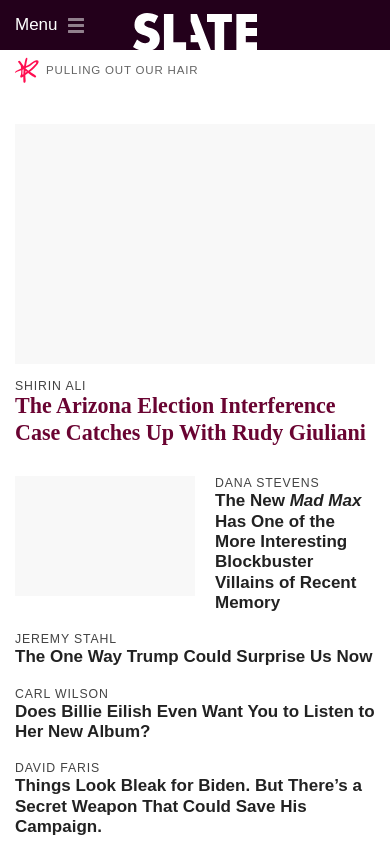 Menu
SLATE
PULLING OUT OUR HAIR
SHIRIN ALI
The Arizona Election Interference
Case Catches Up With Rudy Giuliani
DANA STEVENS
The New Mad Max
Has One of the
More Interesting
Blockbuster
Villains of Recent
Memory
JEREMY STAHL
The One Way Trump Could Surprise Us Now
CARL WILSON
Does Billie Eilish Even Want You to Listen to
Her New Album?
DAVID FARIS
Things Look Bleak for Biden. But There’s a
Secret Weapon That Could Save His
Campaign.